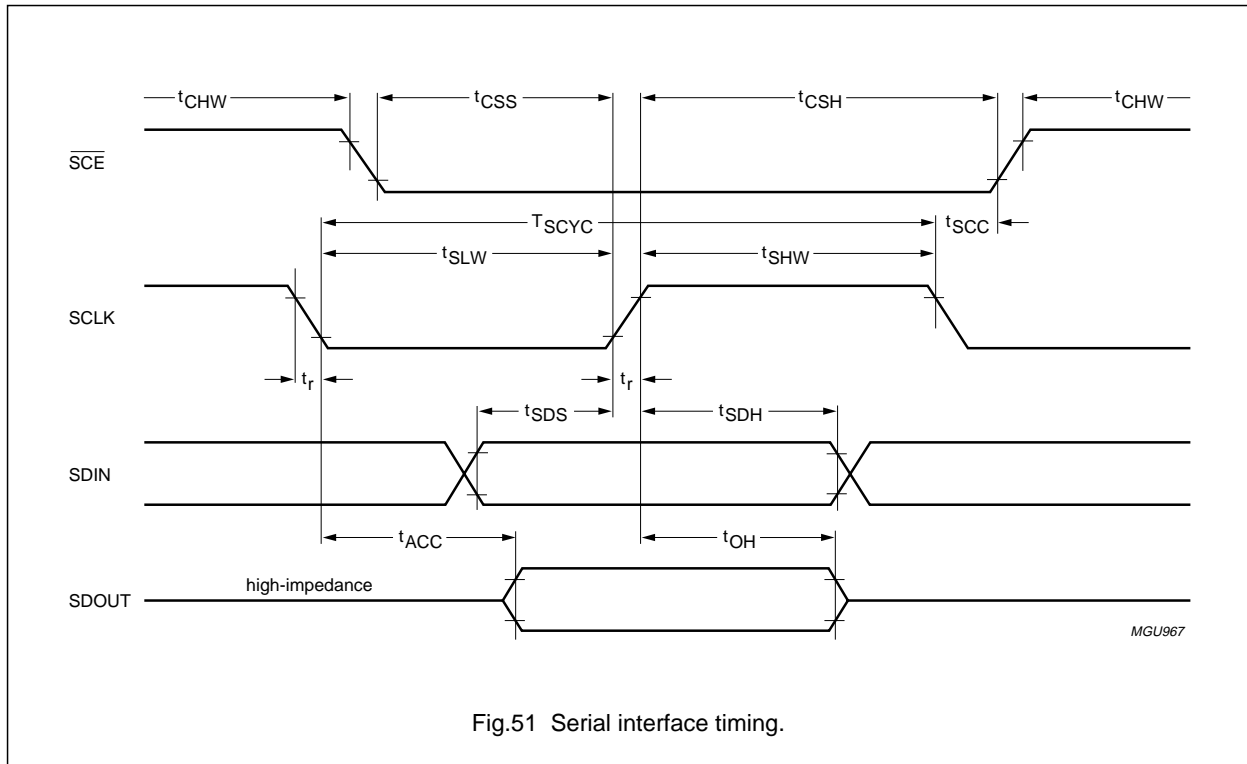 tCHW tCSS tCSH tCHW
SCE
TSCYC tSCC
tSLW tSHW
SCLK
tr tr
tSDS tSDH
SDIN
tACC tOH
high-impedance
SDOUT
MGU967
Fig.51 Serial interface timing.